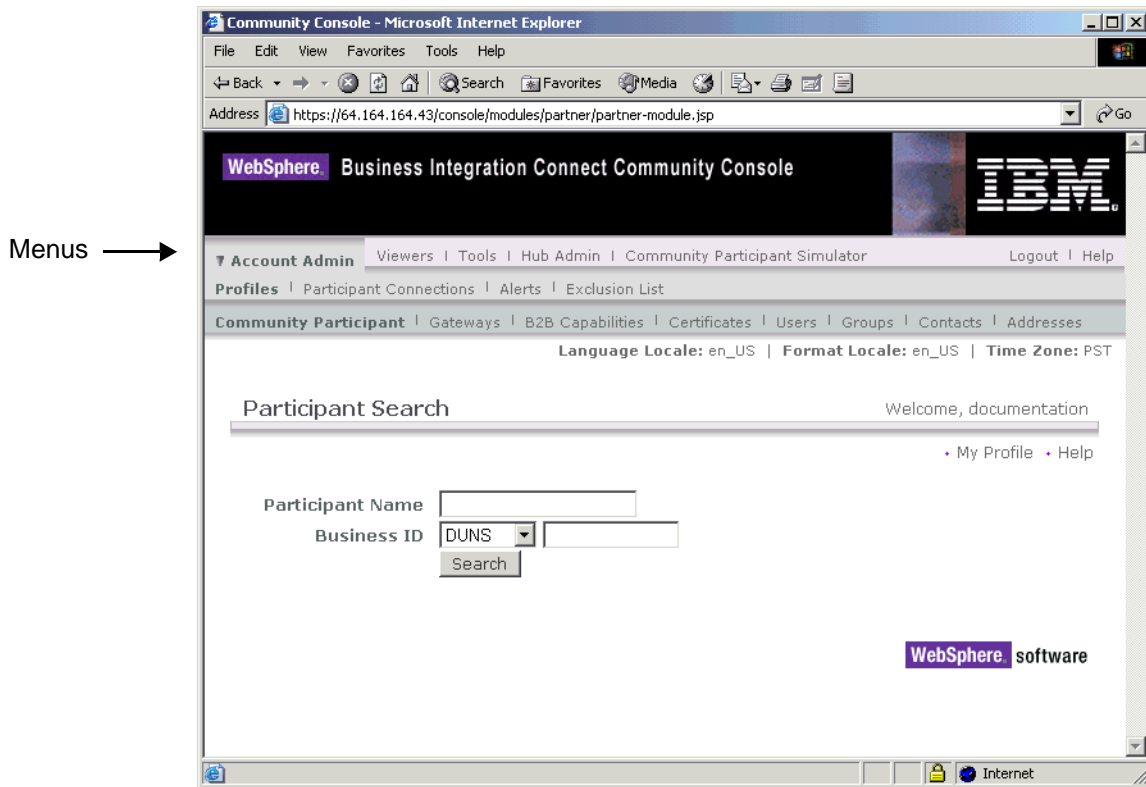 Community Console - Microsoft Internet Explorer
File Edit View Favorites Tools Help
Back Search Favorites Media
Address https://64.164.164.43/console/modules/partner/partner-module.jsp Go
WebSphere. Business Integration Connect Community Console IBM.
Menus
Account Admin Viewers | Tools | Hub Admin | Community Participant Simulator Logout | Help
Profiles | Participant Connections | Alerts | Exclusion List
Community Participant | Gateways | B2B Capabilities | Certificates | Users | Groups | Contacts | Addresses
Language Locale: en_US | Format Locale: en_US | Time Zone: PST
Participant Search Welcome, documentation
My Profile Help
Participant Name
Business ID DUNS
Search
WebSphere. software
Internet